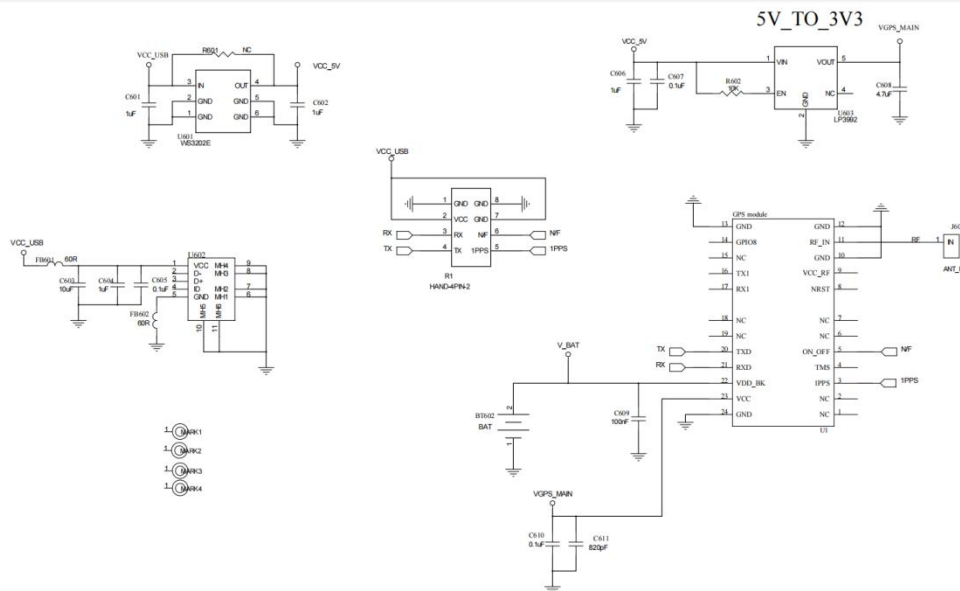 5V_TO_3V3
VCC_USB
R601
NC
VCC_5V
3
IN
OUT
4
2
GND
GND
5
1
GND
GND
6
C601
1uF
C602
1uF
U601
WS3202E
VCC_5V
VGPS_MAIN
C606
1uF
C607
0.1uF
R602
10K
1
VIN
VOUT
5
3
EN
NC
4
GND
2
U603
LP3992
C608
4.7uF
VCC_USB
1
GND
GND
8
2
VCC
GND
7
RX
3
RX
N/F
6
N/F
TX
4
TX
1PPS
5
1PPS
R1
HAND-4PIN-2
VCC_USB
FB601
60R
C603
10uF
C604
1uF
C605
0.1uF
FB602
60R
U602
1
VCC
MH4
9
2
D-
MH3
8
3
D+
4
ID
MH2
7
5
GND
MH1
6
MH5
MH6
10
11
1
MARK1
1
MARK2
1
MARK3
1
MARK4
GPS module
13
GND
GND
12
14
GPIO8
RF_IN
11
15
NC
GND
10
16
TX1
VCC_RF
9
17
RX1
NRST
8
18
NC
NC
7
19
NC
NC
6
TX
20
TXD
ON_OFF
5
N/F
RX
21
RXD
TMS
4
22
VDD_BK
1PPS
3
1PPS
23
VCC
NC
2
24
GND
NC
1
U1
RF
1
IN
V_BAT
BT602
BAT
2
1
C609
100nF
VGPS_MAIN
C610
0.1uF
C611
820pF